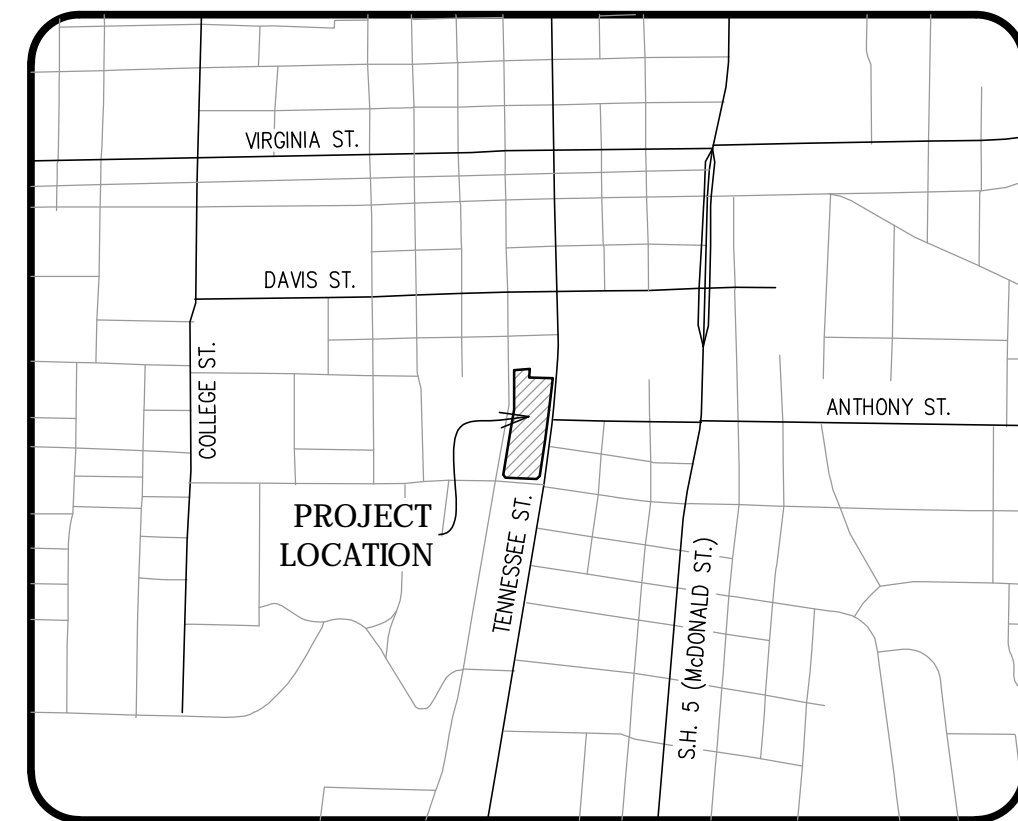 VIRGINIA ST.
DAVIS ST.
COLLEGE ST.
ANTHONY ST.
PROJECT
LOCATION
TENNESSEE ST.
S.H. 5 (McDONALD ST.)